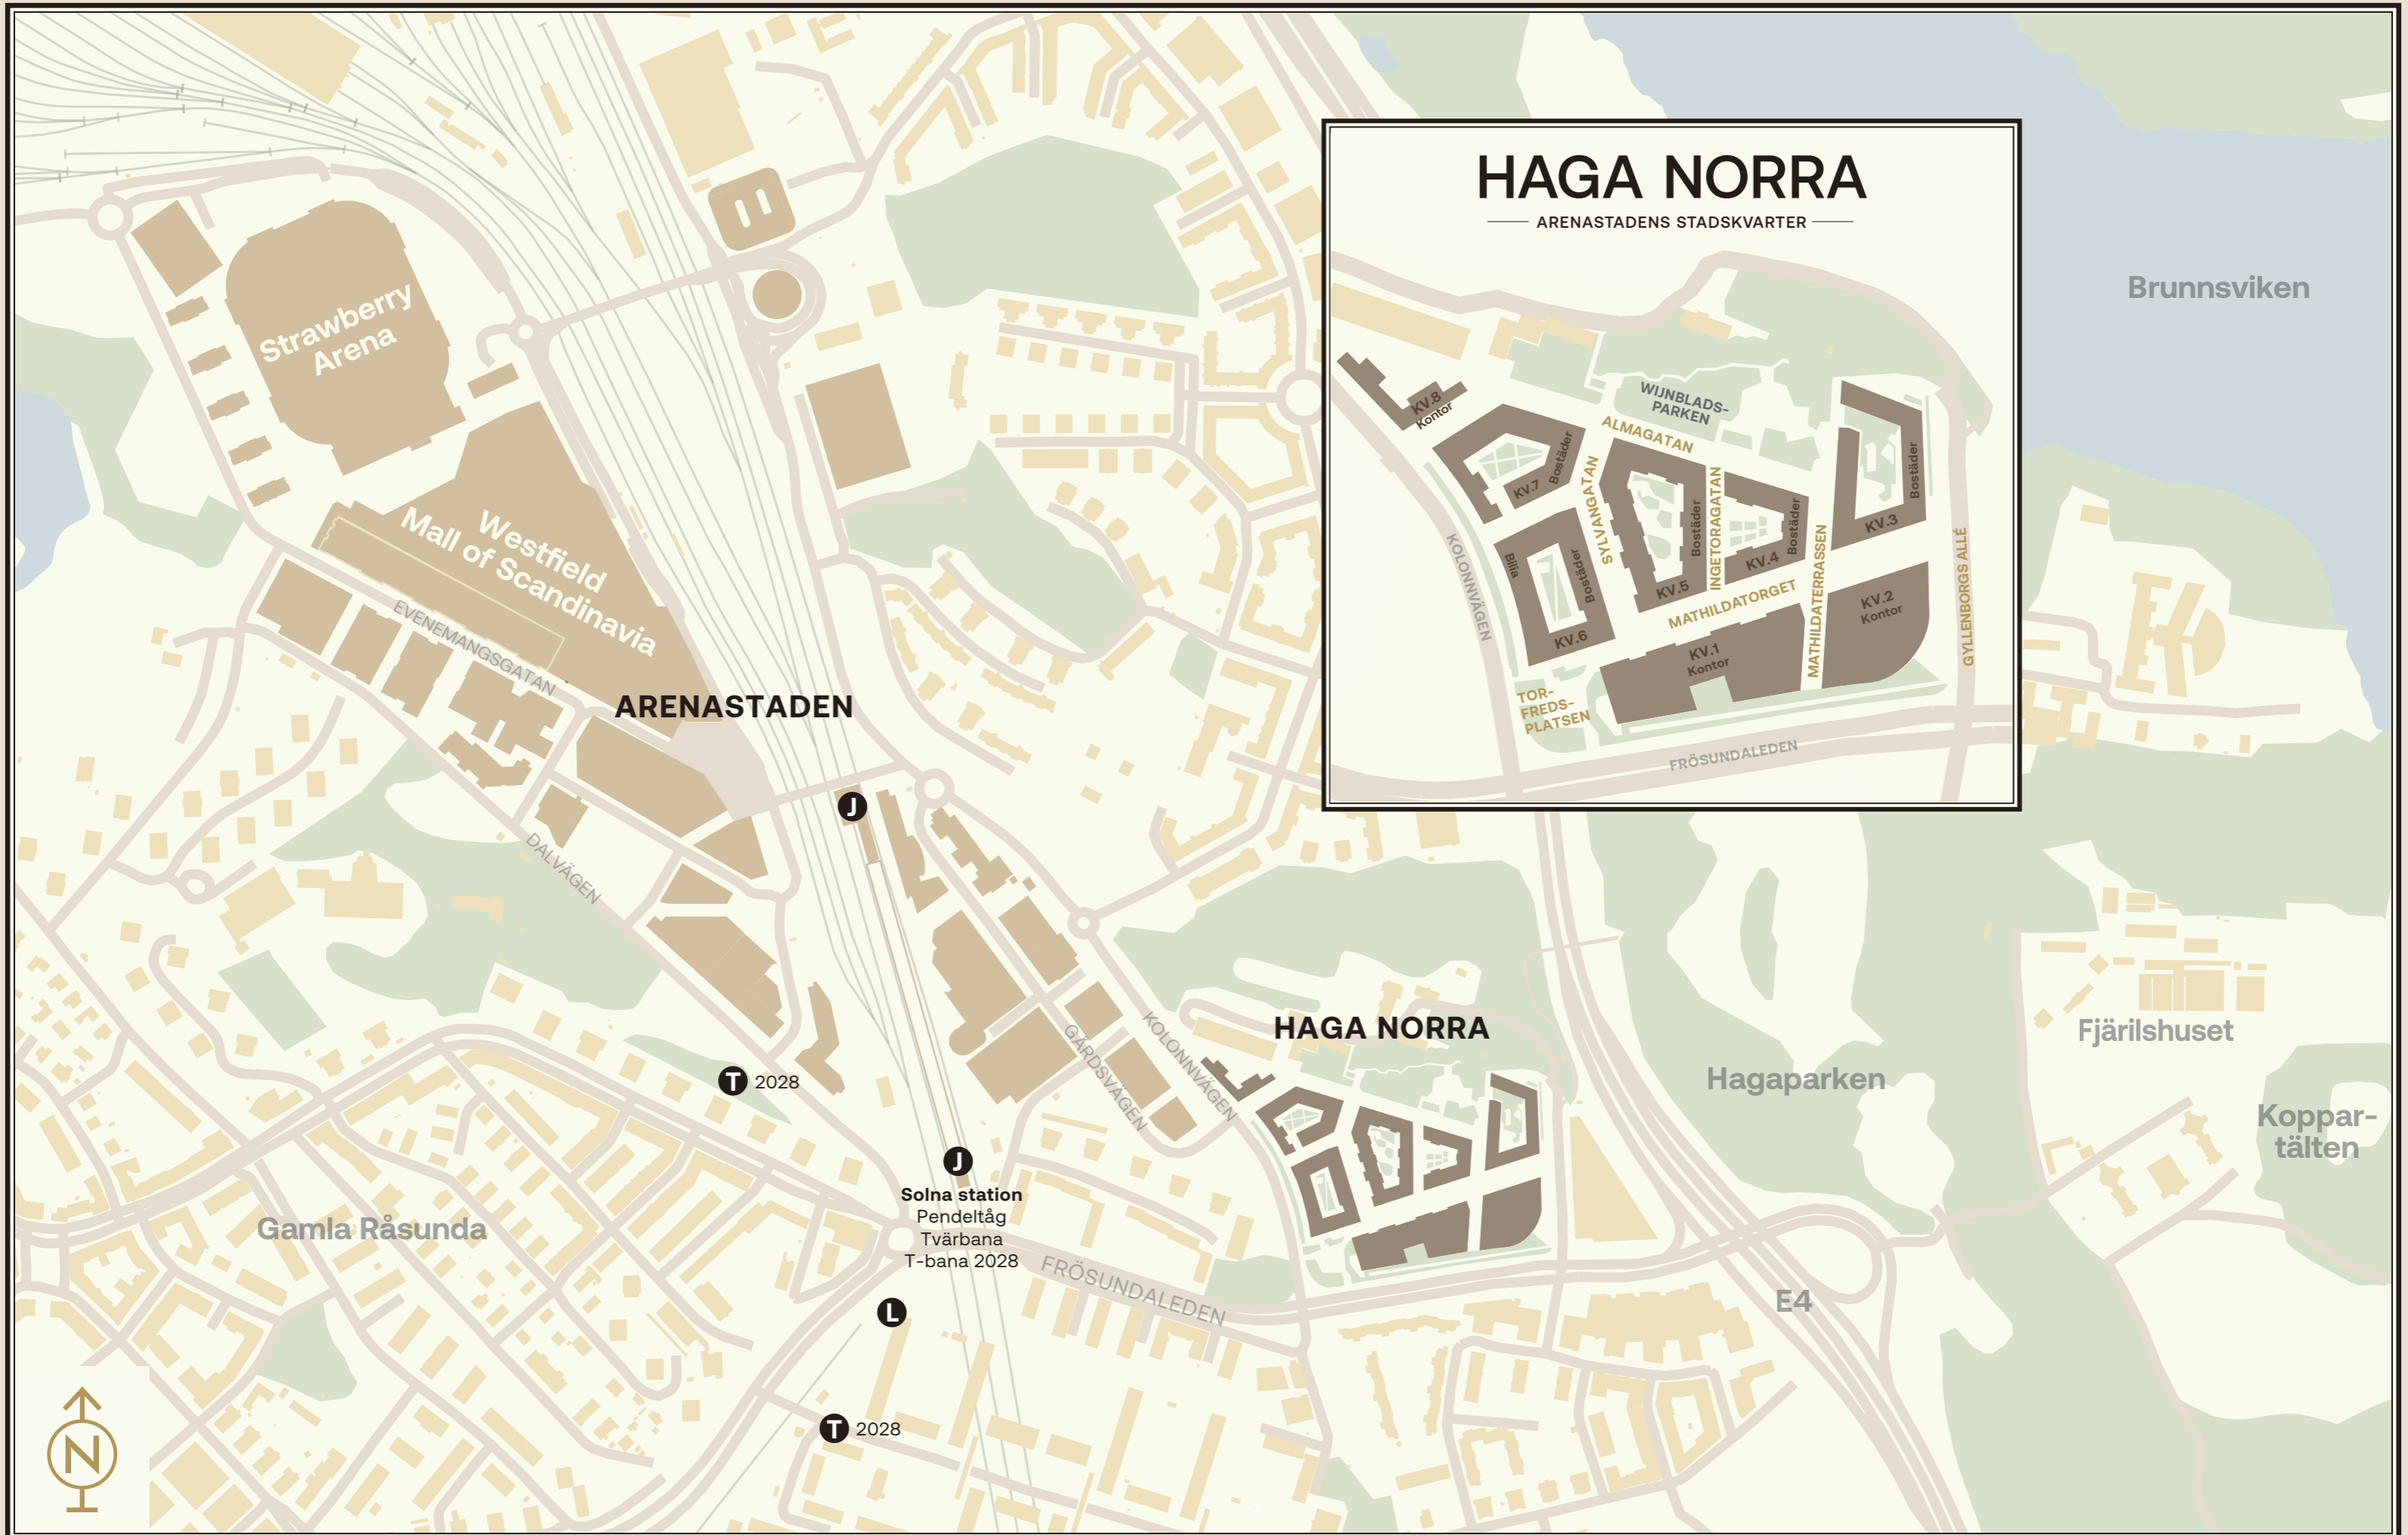 HAGA NORRA
ARENASTADENS STADSKVARTER
WIJNBLADS-
PARKEN
ALMAGATAN
KV.8
Kontor
KV.7
Bostäder
SYLVANGATAN
Bostäder
INGETORAGATAN
Bostäder
KV.5
KV.4
Bostäder
KV.3
Bilia
Bostäder
KV.6
MATHILDATORGET
MATHILDATERRASSEN
KV.1
Kontor
KV.2
Kontor
KOLONNVÄGEN
GYLLENBORGS ALLÉ
TOR-
FREDS-
PLATSEN
FRÖSUNDALEDEN
Brunnsviken
Strawberry
Arena
Westfield
Mall of Scandinavia
EVENEMANGSGATAN
ARENASTADEN
J
DALVÄGEN
HAGA NORRA
KOLONNVÄGEN
GÅRDSVÄGEN
Fjärilshuset
Hagaparken
Koppar-
tälten
T 2028
J
Solna station
Pendeltåg
Tvärbana
T-bana 2028
Gamla Råsunda
FRÖSUNDALEDEN
L
E4
T 2028
N